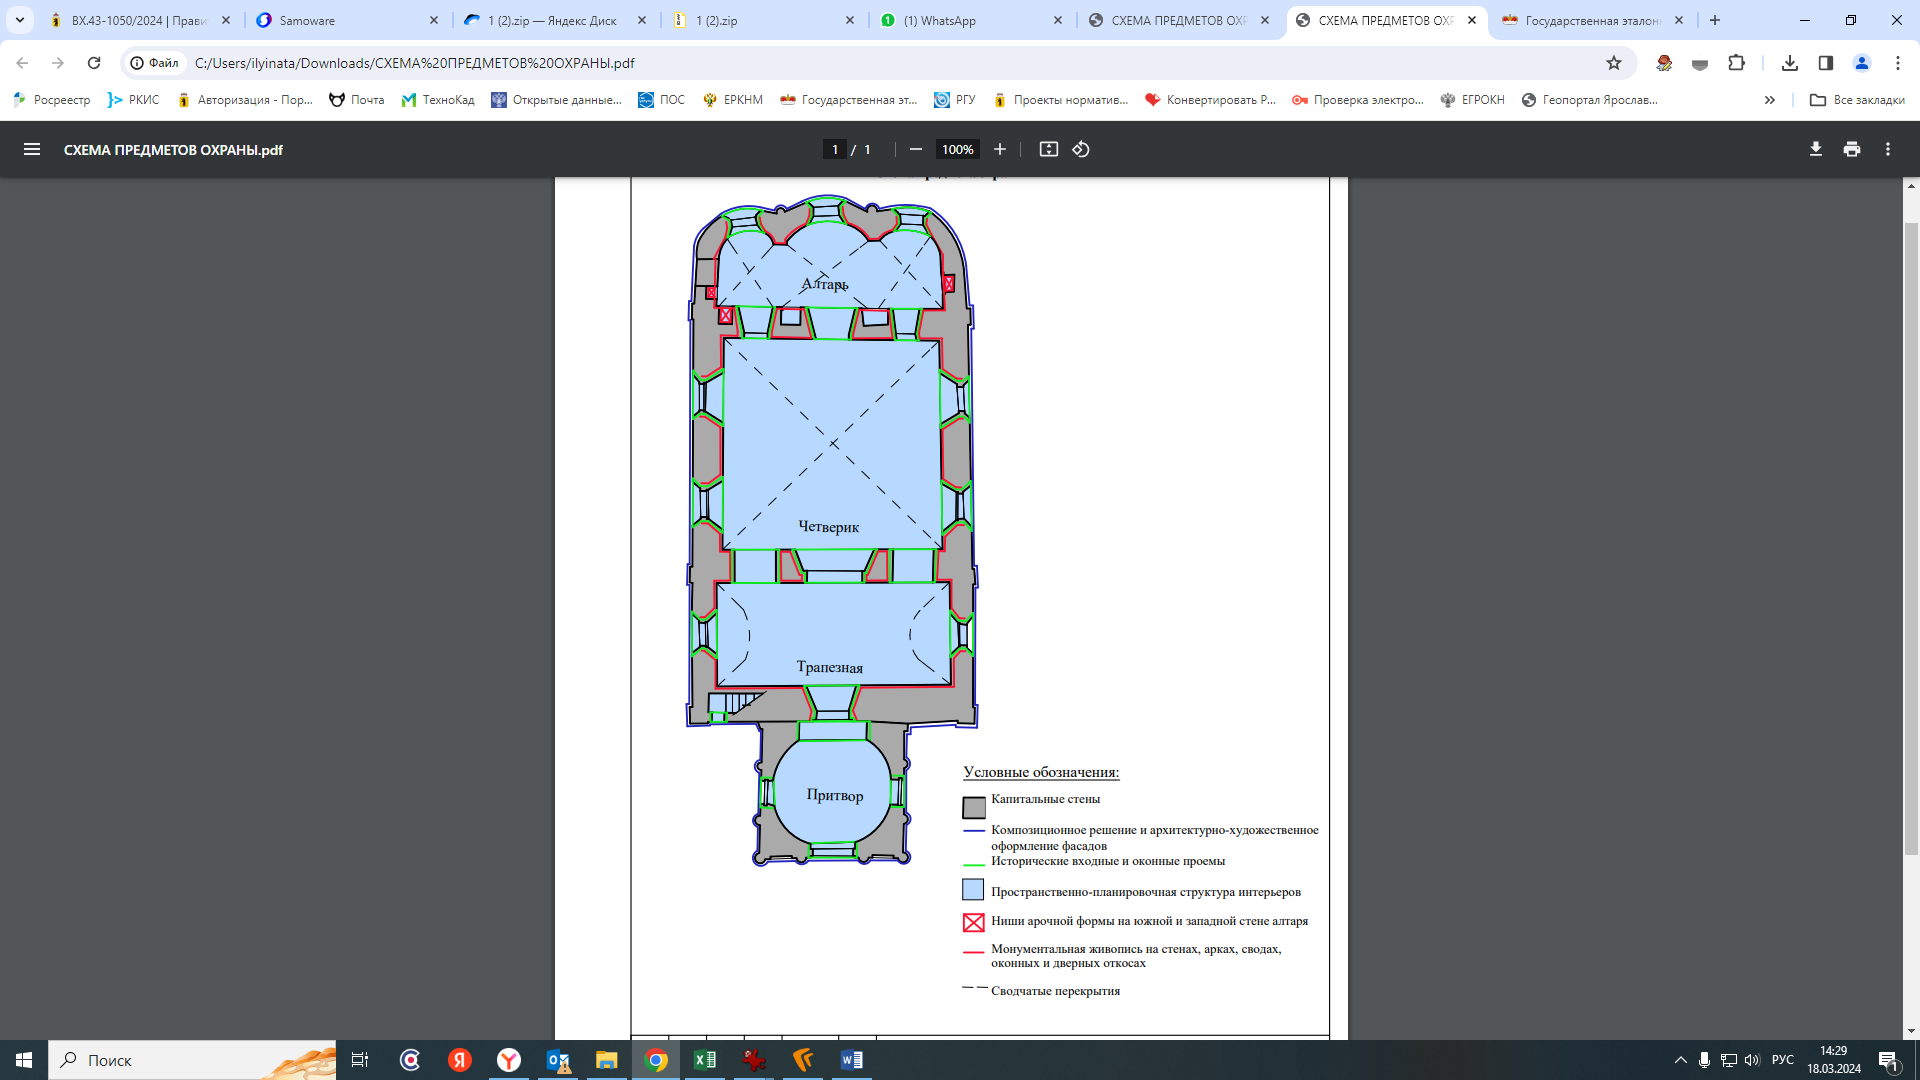 ВХ.43-1050/2024 | Прави
Samoware
1 (2).zip — Яндекс Диск
1 (2).zip
(1) WhatsApp
СХЕМА ПРЕДМЕТОВ ОХР
СХЕМА ПРЕДМЕТОВ ОХР
Государственная эталон
Файл
C:/Users/ilyinata/Downloads/СХЕМА%20ПРЕДМЕТОВ%20ОХРАНЫ.pdf
Росреестр
РКИС
Авторизация - Пор...
Почта
ТехноКад
Открытые данные...
ПОС
ЕРКНМ
Государственная эт...
РГУ
Проекты норматив...
Конвертировать Р...
Проверка электро...
ЕГРОКН
Геопортал Ярослав...
Все закладки
СХЕМА ПРЕДМЕТОВ ОХРАНЫ.pdf
1 / 1
100%
Алтарь
Четверик
Трапезная
Притвор
Условные обозначения:
Капитальные стены
Композиционное решение и архитектурно-художественное
оформление фасадов
Исторические входные и оконные проемы
Пространственно-планировочная структура интерьеров
Ниши арочной формы на южной и западной стене алтаря
Монументальная живопись на стенах, арках, сводах,
оконных и дверных откосах
Сводчатые перекрытия
Поиск
РУС
14:29
18.03.2024
1